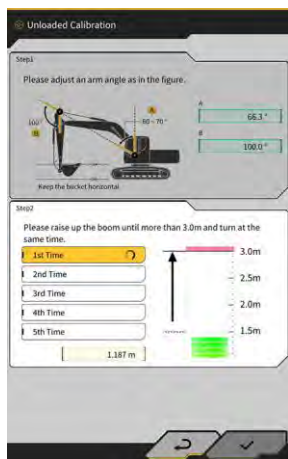 Unloaded Calibration
Step1
Please adjust an arm angle as in the figure.
A
66.3 °
A
60 - 70 °
100°
B
B
100.0 °
Keep the bucket horizontal
Step2
Please raise up the boom until more than 3.0m and turn at the
same time.
1st Time
3.0m
2nd Time
2.5m
3rd Time
2.0m
4th Time
5th Time
1.5m
1.187 m